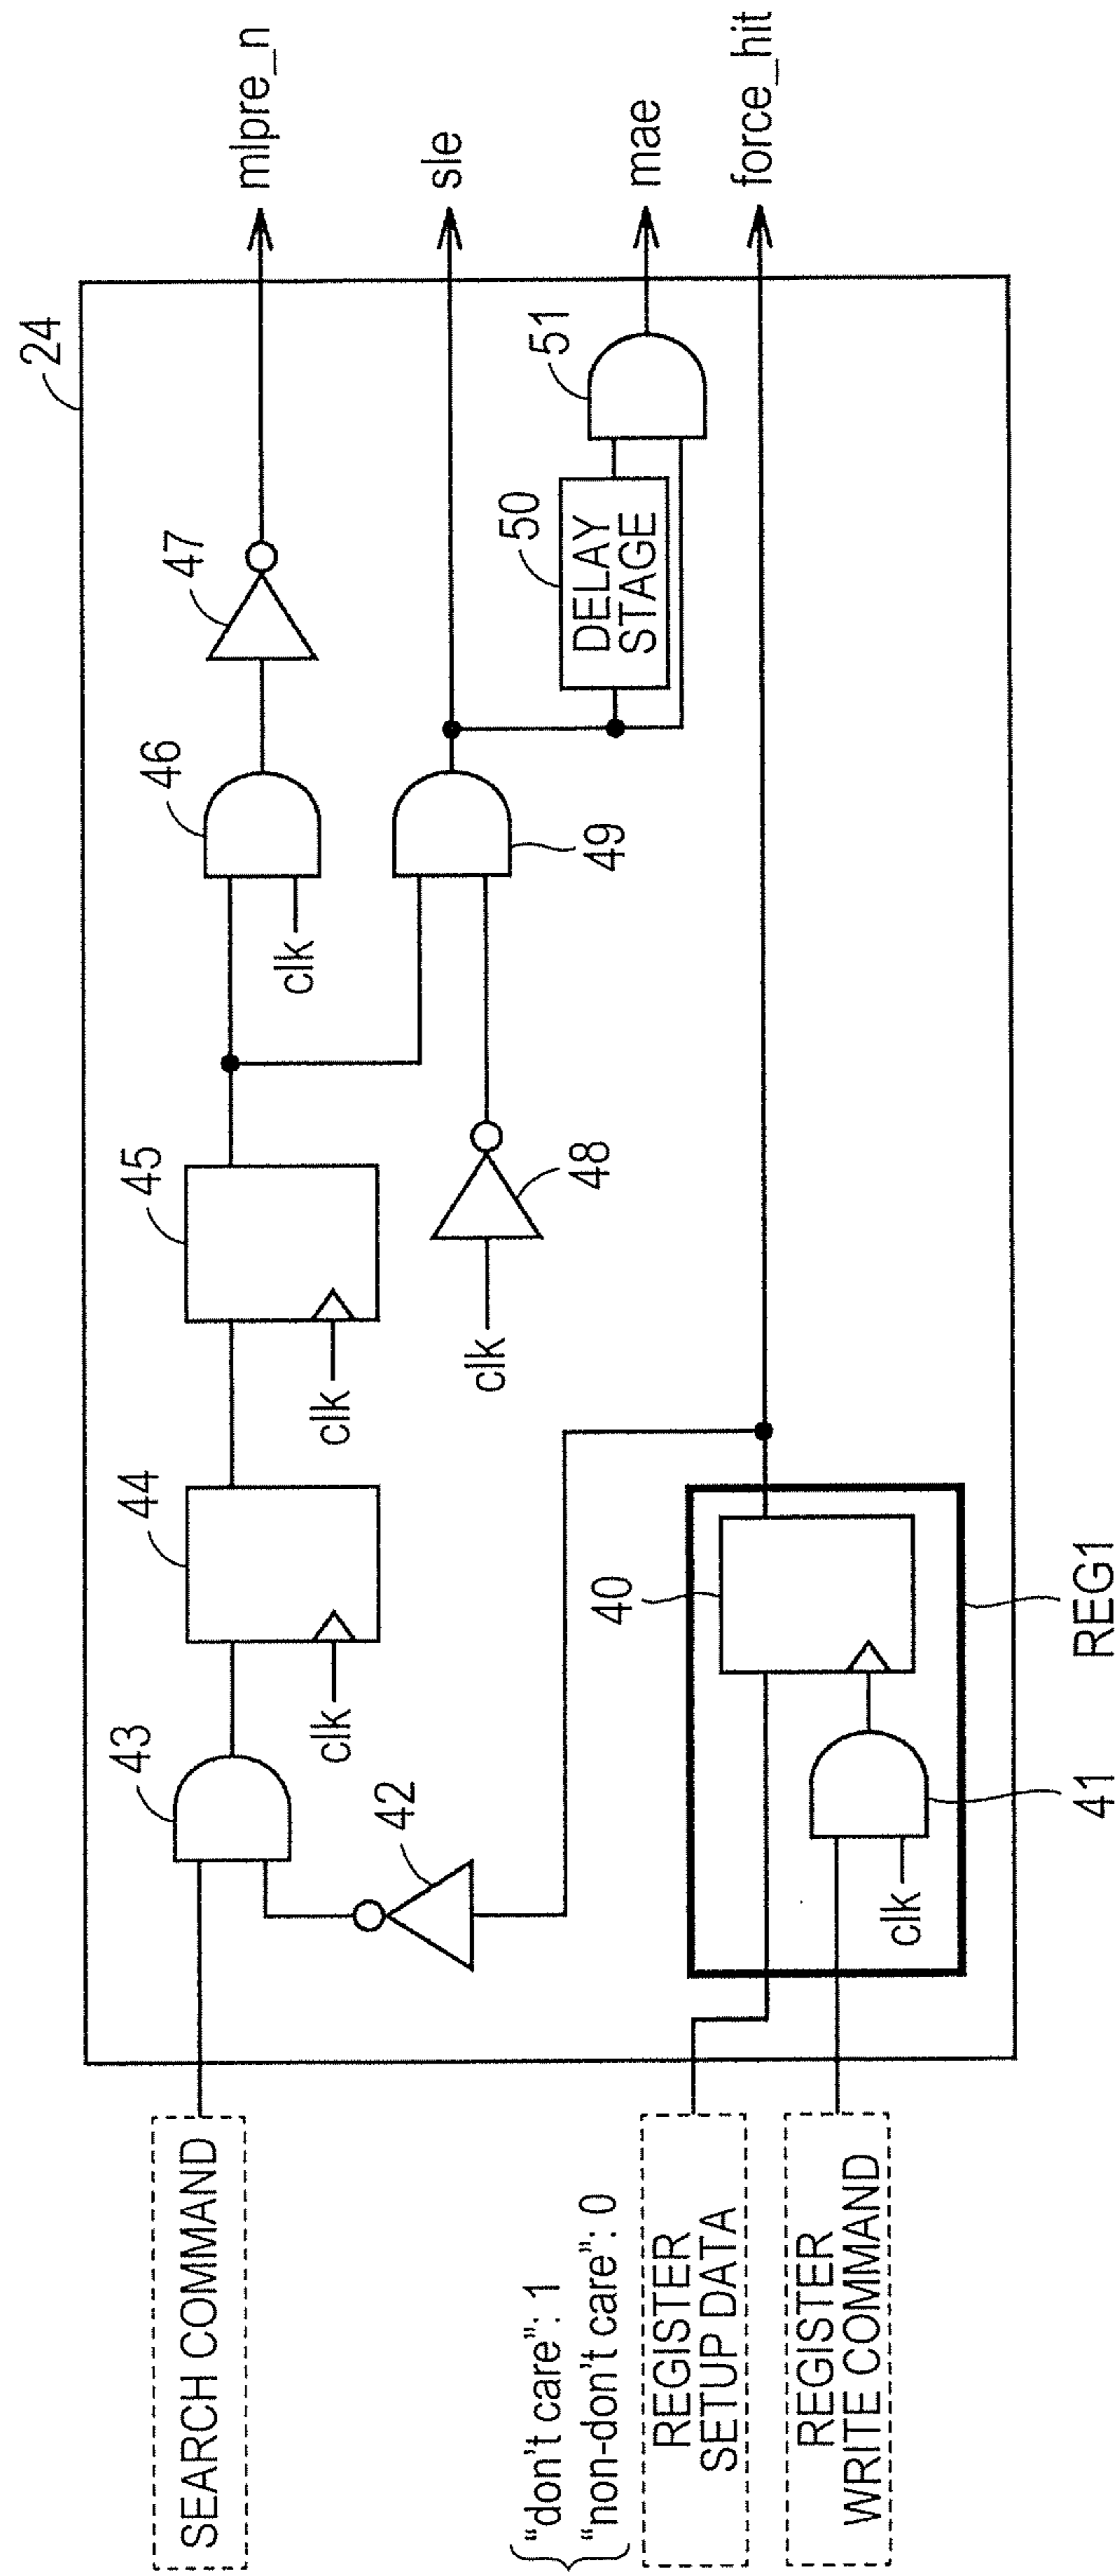 24
mlpre_n
sle
mae
force_hit
47
46
clk
45
clk
44
clk
43
SEARCH COMMAND
49
48
clk
51
50
DELAY
STAGE
42
"don't care": 1
"non-don't care": 0
REGISTER
SETUP DATA
REGISTER
WRITE COMMAND
40
41
clk
REG1